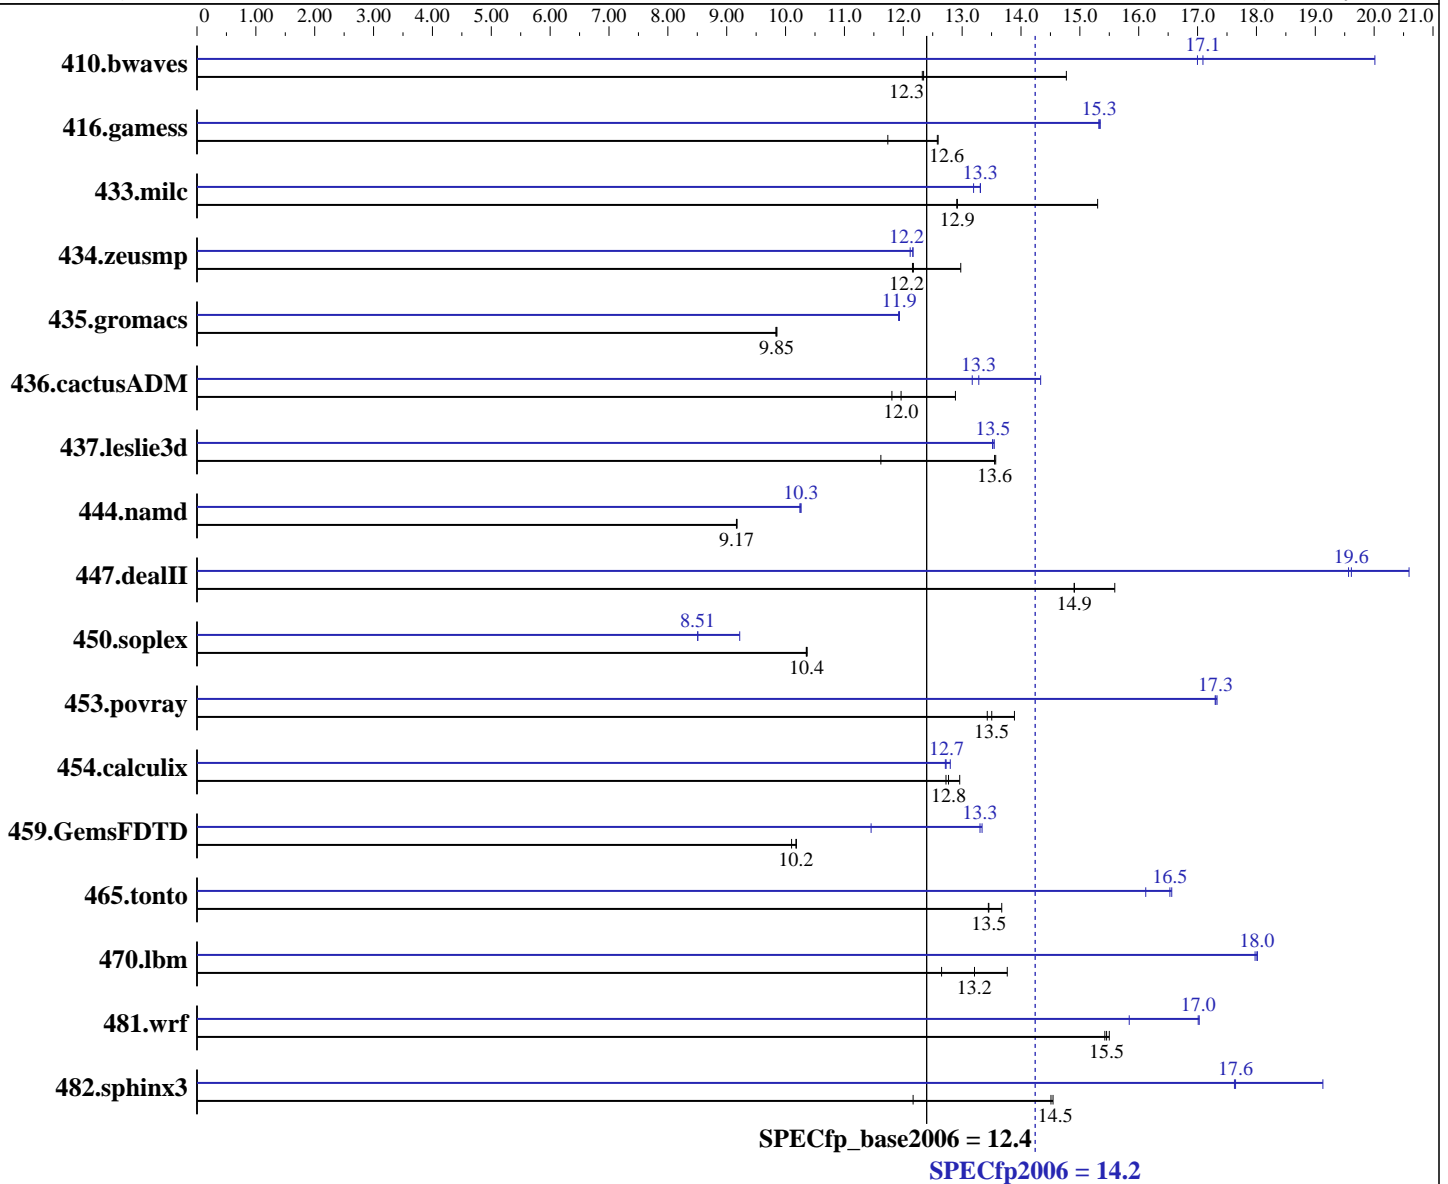 0 1.00 2.00 3.00 4.00 5.00 6.00 7.00 8.00 9.00 10.0 11.0 12.0 13.0 14.0 15.0 16.0 17.0 18.0 19.0 20.0 21.0
410.bwaves 17.1
12.3
416.gamess 15.3
12.6
433.milc 13.3
12.9
434.zeusmp 12.2
12.2
435.gromacs 11.9
9.85
436.cactusADM 13.3
12.0
437.leslie3d 13.5
13.6
444.namd 10.3
9.17
447.dealII 19.6
14.9
450.soplex 8.51
10.4
453.povray 17.3
13.5
454.calculix 12.7
12.8
459.GemsFDTD 13.3
10.2
465.tonto 16.5
13.5
470.lbm 18.0
13.2
481.wrf 17.0
15.5
482.sphinx3 17.6
14.5
SPECfp_base2006 = 12.4
SPECfp2006 = 14.2